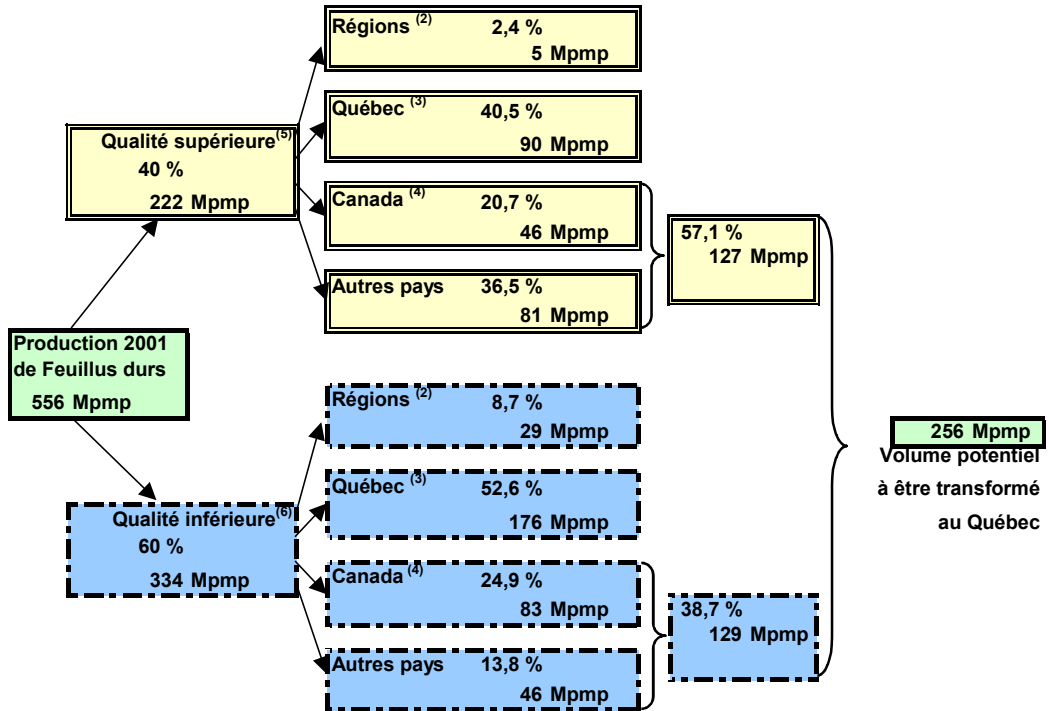 Régions (2) 2,4 %
5 Mpmp
Québec (3) 40,5 %
90 Mpmp
Qualité supérieure(5)
40 %
222 Mpmp
Canada (4) 20,7 %
46 Mpmp
57,1 %
127 Mpmp
Autres pays 36,5 %
81 Mpmp
Production 2001
de Feuillus durs
556 Mpmp
Régions (2) 8,7 %
29 Mpmp
256 Mpmp
Volume potentiel
à être transformé
au Québec
Québec (3) 52,6 %
176 Mpmp
Qualité inférieure(6)
60 %
334 Mpmp
Canada (4) 24,9 %
83 Mpmp
38,7 %
129 Mpmp
Autres pays 13,8 %
46 Mpmp